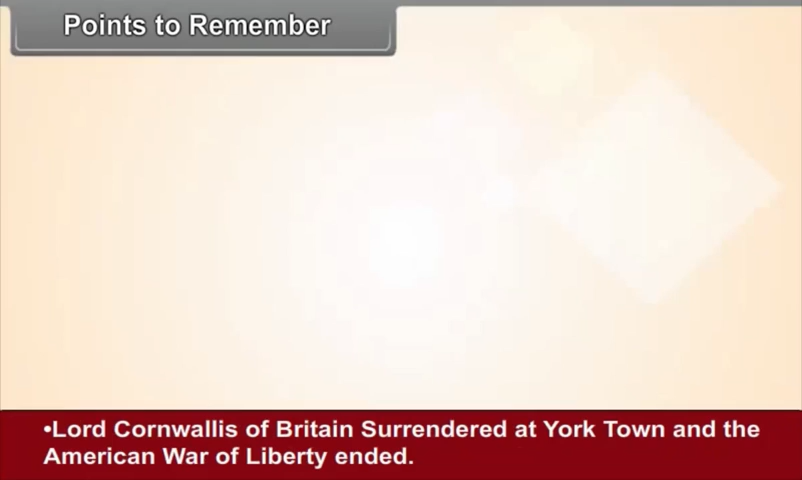 Points to Remember
•Lord Cornwallis of Britain Surrendered at York Town and the
American War of Liberty ended.